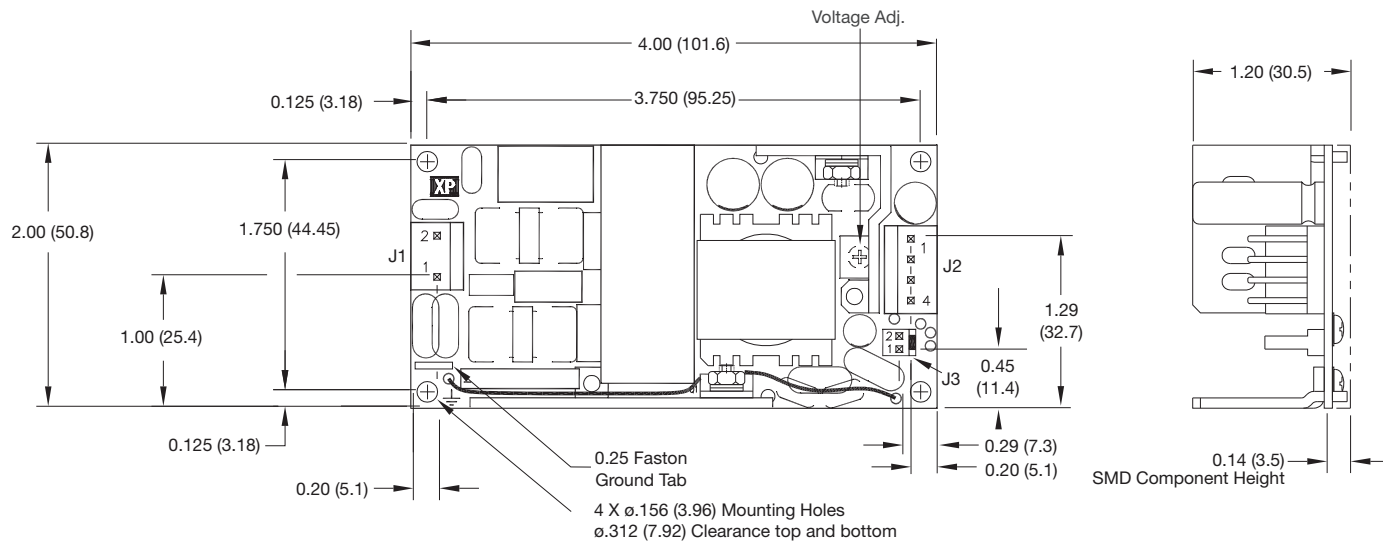 Voltage Adj.
4.00 (101.6)
1.20 (30.5)
0.125 (3.18)
3.750 (95.25)
XP
2.00 (50.8)
1.750 (44.45)
2
J1
1
1
J2
4
1.29
(32.7)
1.00 (25.4)
2
1
0.45
(11.4)
J3
0.125 (3.18)
0.29 (7.3)
0.20 (5.1)
0.20 (5.1)
0.25 Faston
Ground Tab
0.14 (3.5)
SMD Component Height
4 X ø.156 (3.96) Mounting Holes
ø.312 (7.92) Clearance top and bottom